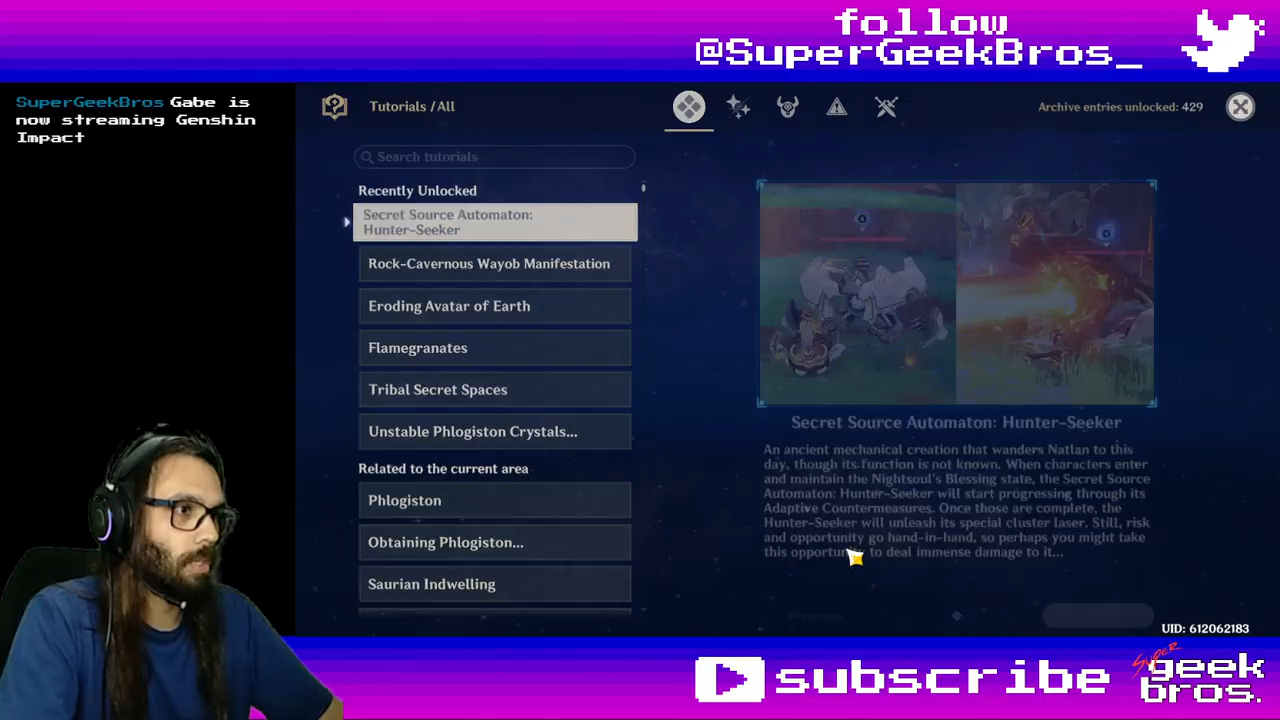 follow
@SuperGeekBros_
SuperGeekBros Gabe is
now streaming Genshin
Impact
Tutorials /All
Archive entries unlocked: 429
Search tutorials
Recently Unlocked
Secret Source Automaton:
Hunter-Seeker
Rock-Cavernous Wayob Manifestation
Eroding Avatar of Earth
Flamegranates
Tribal Secret Spaces
Unstable Phlogiston Crystals...
Related to the current area
Phlogiston
Obtaining Phlogiston...
Saurian Indwelling
Secret Source Automaton: Hunter-Seeker
An ancient mechanical creation that wanders Natlan to this
day, though its function is not known. When characters enter
and maintain the Nightsoul's Blessing state, the Secret Source
Automaton: Hunter-Seeker will start progressing through its
Adaptive Countermeasures. Once those are complete, the
Hunter-Seeker will unleash its special cluster laser. Still, risk
and opportunity go hand-in-hand, so perhaps you might take
this opportunity to deal immense damage to it...
UID: 612062183
subscribe
SUPER
geek
bros.